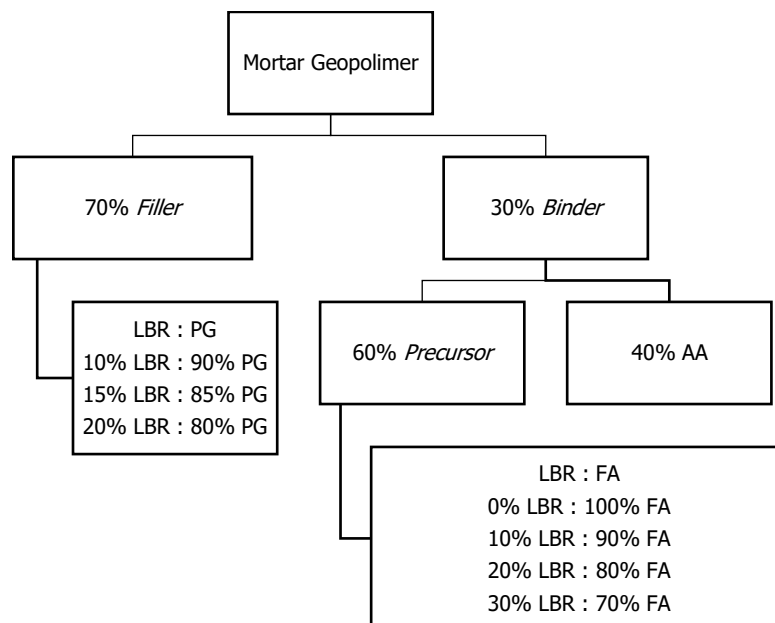 Mortar Geopolimer
70% Filler
30% Binder
LBR : PG
10% LBR : 90% PG
15% LBR : 85% PG
20% LBR : 80% PG
60% Precursor
40% AA
LBR : FA
0% LBR : 100% FA
10% LBR : 90% FA
20% LBR : 80% FA
30% LBR : 70% FA